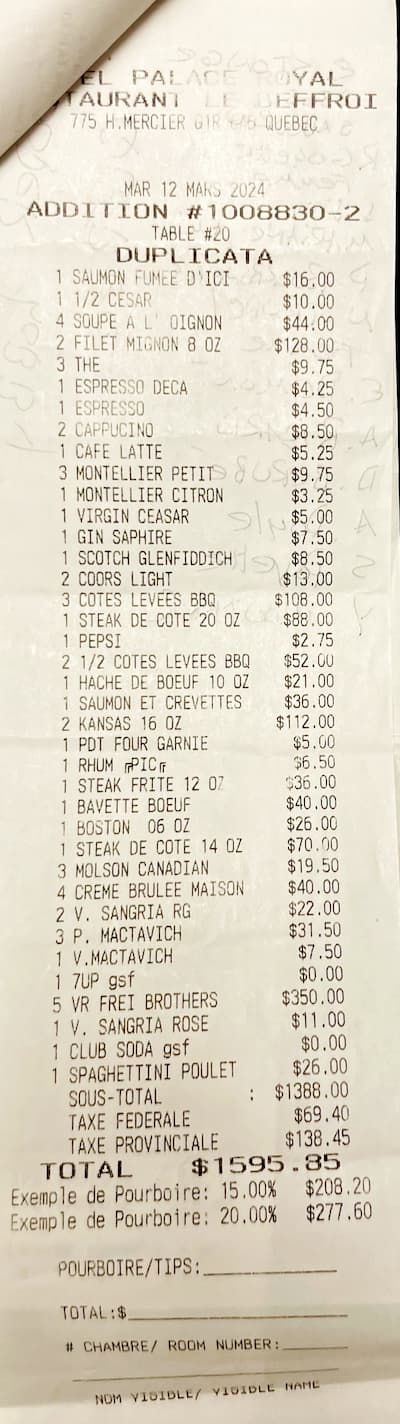 EL PALACE ROYAL
TAURANT LE BEFFROI
775 H.MERCIER QUEBEC
MAR 12 MARS 2024
ADDITION #1008830-2
TABLE #20
DUPLICATA
1 SAUMON FUMEE D'ICI $16.00
1 1/2 CESAR $10.00
4 SOUPE A L' OIGNON $44.00
2 FILET MIGNON 8 OZ $128.00
3 THE $9.75
1 ESPRESSO DECA $4.25
1 ESPRESSO $4.50
2 CAPPUCINO $8.50
1 CAFE LATTE $5.25
3 MONTELLIER PETIT $9.75
1 MONTELLIER CITRON $3.25
1 VIRGIN CEASAR $5.00
1 GIN SAPHIRE $7.50
1 SCOTCH GLENFIDDICH $8.50
2 COORS LIGHT $13.00
3 COTES LEVEES BBQ $108.00
1 STEAK DE COTE 20 OZ $88.00
1 PEPSI $2.75
2 1/2 COTES LEVEES BBQ $52.00
1 HACHE DE BOEUF 10 OZ $21.00
1 SAUMON ET CREVETTES $36.00
2 KANSAS 16 OZ $112.00
1 PDT FOUR GARNIE $5.00
1 RHUM ╔PIC╔ $6.50
1 STEAK FRITE 12 OZ $36.00
1 BAVETTE BOEUF $40.00
1 BOSTON 06 OZ $26.00
1 STEAK DE COTE 14 OZ $70.00
3 MOLSON CANADIAN $19.50
4 CREME BRULEE MAISON $40.00
2 V. SANGRIA RG $22.00
3 P. MACTAVICH $31.50
1 V.MACTAVICH $7.50
1 7UP gsf $0.00
5 VR FREI BROTHERS $350.00
1 V. SANGRIA ROSE $11.00
1 CLUB SODA gsf $0.00
1 SPAGHETTINI POULET $26.00
SOUS-TOTAL : $1388.00
TAXE FEDERALE $69.40
TAXE PROVINCIALE $138.45
TOTAL $1595.85
Exemple de Pourboire: 15.00% $208.20
Exemple de Pourboire: 20.00% $277.60
POURBOIRE/TIPS:
TOTAL:$
# CHAMBRE/ ROOM NUMBER:
NOM VISIBLE/ VISIBLE NAME